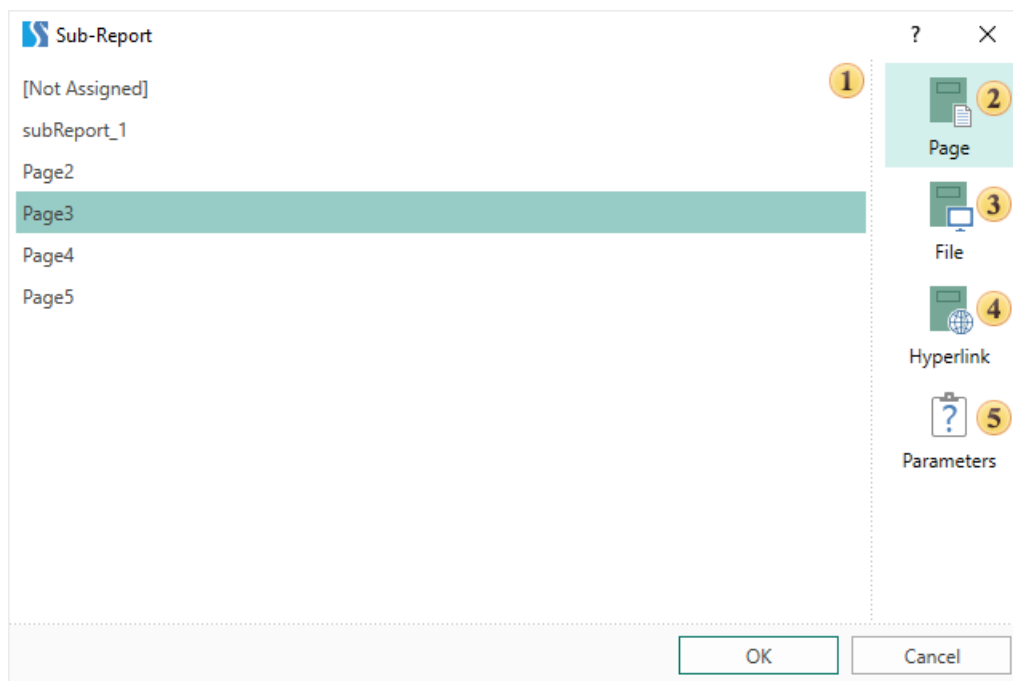 Sub-Report ? ×
[Not Assigned] 1
subReport_1
Page2
Page3
Page4
Page5
2
Page
3
File
4
Hyperlink
? 5
Parameters
OK Cancel